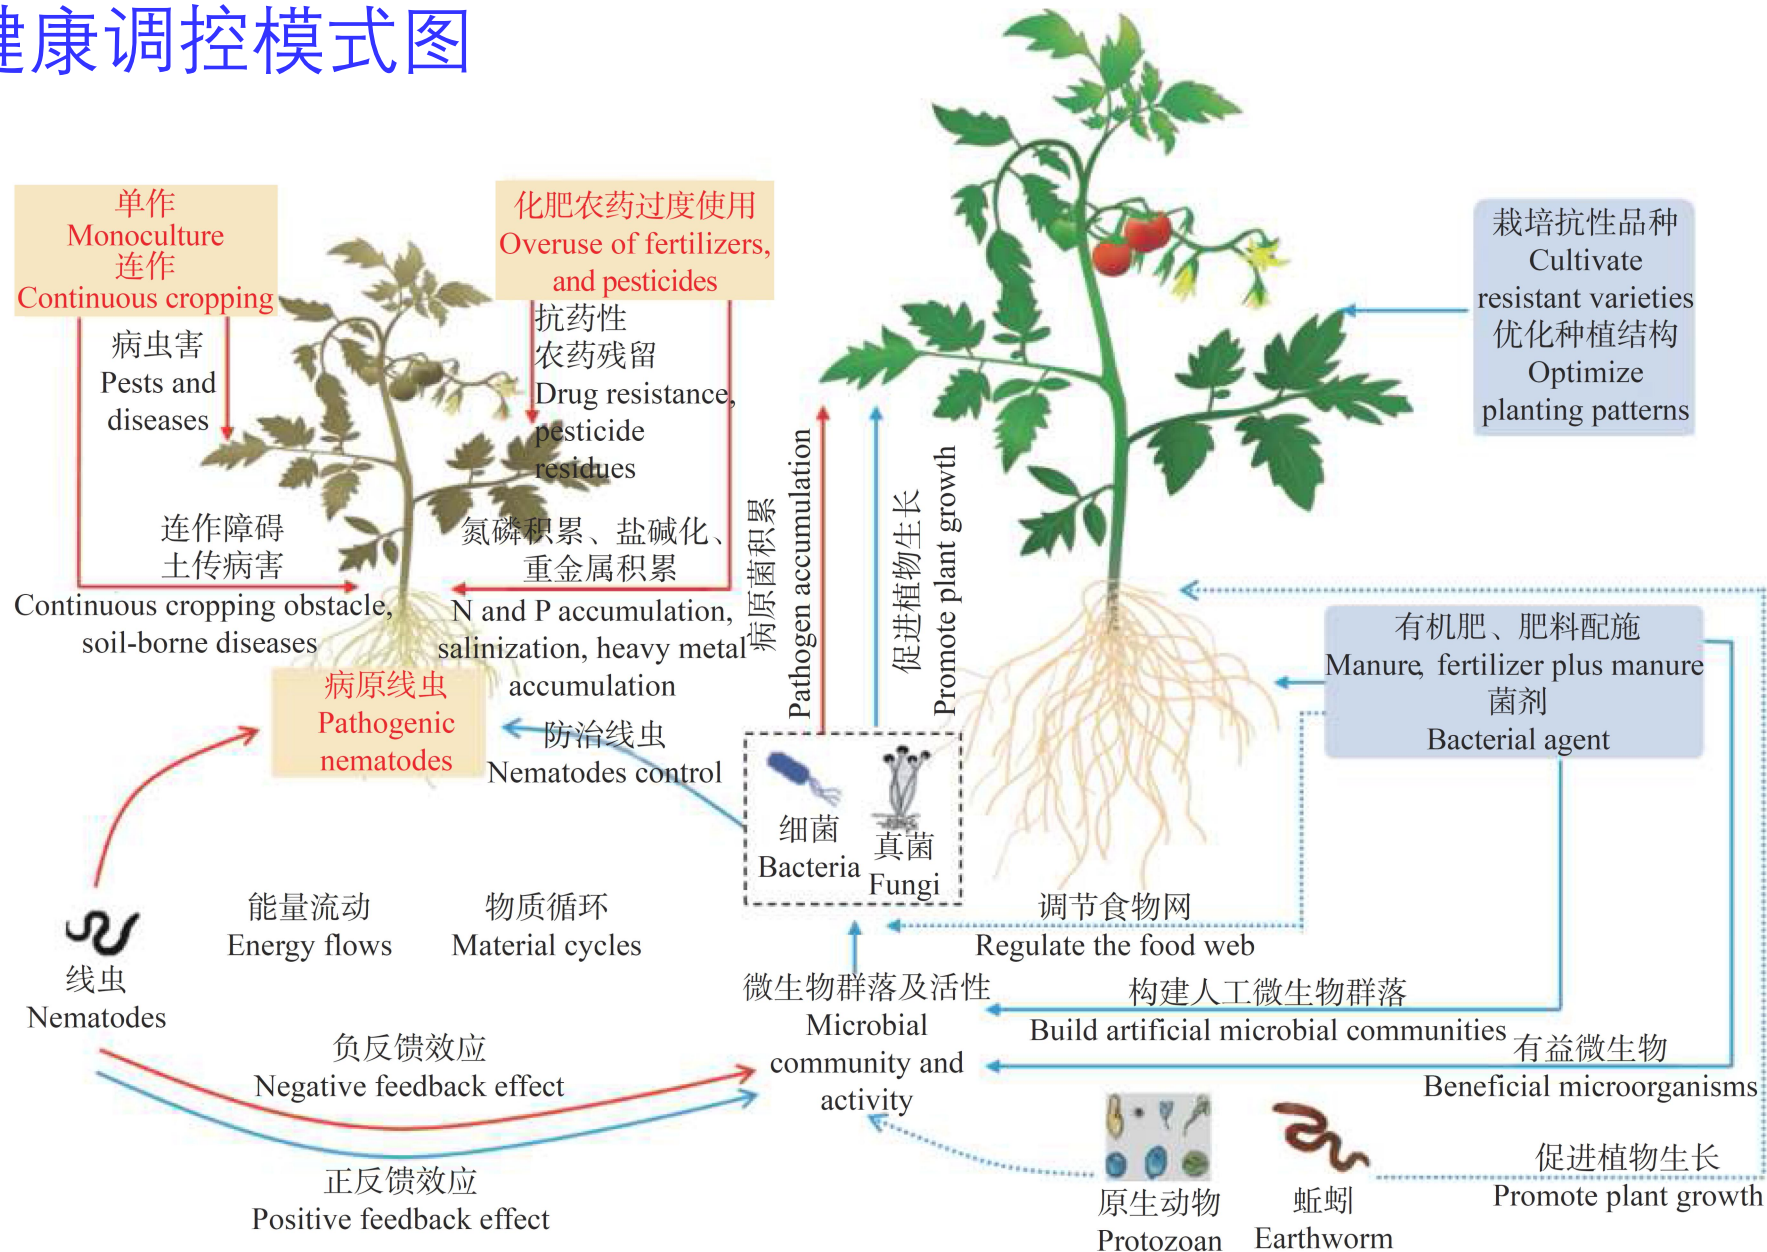 健康调控模式图
单作
Monoculture
连作
Continuous cropping
化肥农药过度使用
Overuse of fertilizers,
and pesticides
病虫害
Pests and
diseases
抗药性
农药残留
Drug resistance,
pesticide
residues
连作障碍
土传病害
Continuous cropping obstacle,
soil-borne diseases
氮磷积累、盐碱化、
重金属积累
N and P accumulation,
salinization, heavy metal
accumulation
病原线虫
Pathogenic
nematodes
防治线虫
Nematodes control
病原菌积累
Pathogen accumulation
促进植物生长
Promote plant growth
栽培抗性品种
Cultivate
resistant varieties
优化种植结构
Optimize
planting patterns
有机肥、肥料配施
Manure, fertilizer plus manure
菌剂
Bacterial agent
细菌
Bacteria
真菌
Fungi
能量流动
Energy flows
物质循环
Material cycles
调节食物网
Regulate the food web
线虫
Nematodes
微生物群落及活性
Microbial
community and
activity
构建人工微生物群落
Build artificial microbial communities
有益微生物
Beneficial microorganisms
负反馈效应
Negative feedback effect
正反馈效应
Positive feedback effect
原生动物
Protozoan
蚯蚓
Earthworm
促进植物生长
Promote plant growth